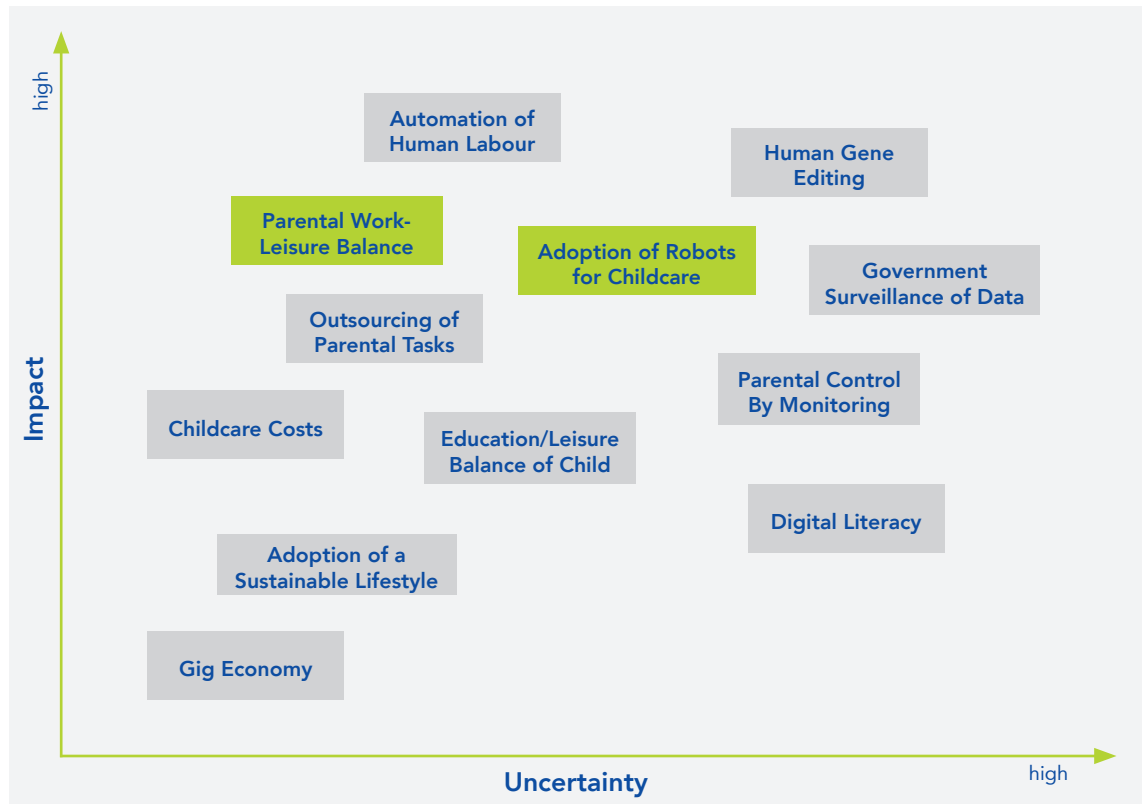 high
Automation of
Human Labour
Human Gene
Editing
Parental Work-
Leisure Balance
Adoption of Robots
for Childcare
Government
Surveillance of Data
Outsourcing of
Parental Tasks
Impact
Parental Control
By Monitoring
Childcare Costs
Education/Leisure
Balance of Child
Digital Literacy
Adoption of a
Sustainable Lifestyle
Gig Economy
Uncertainty
high